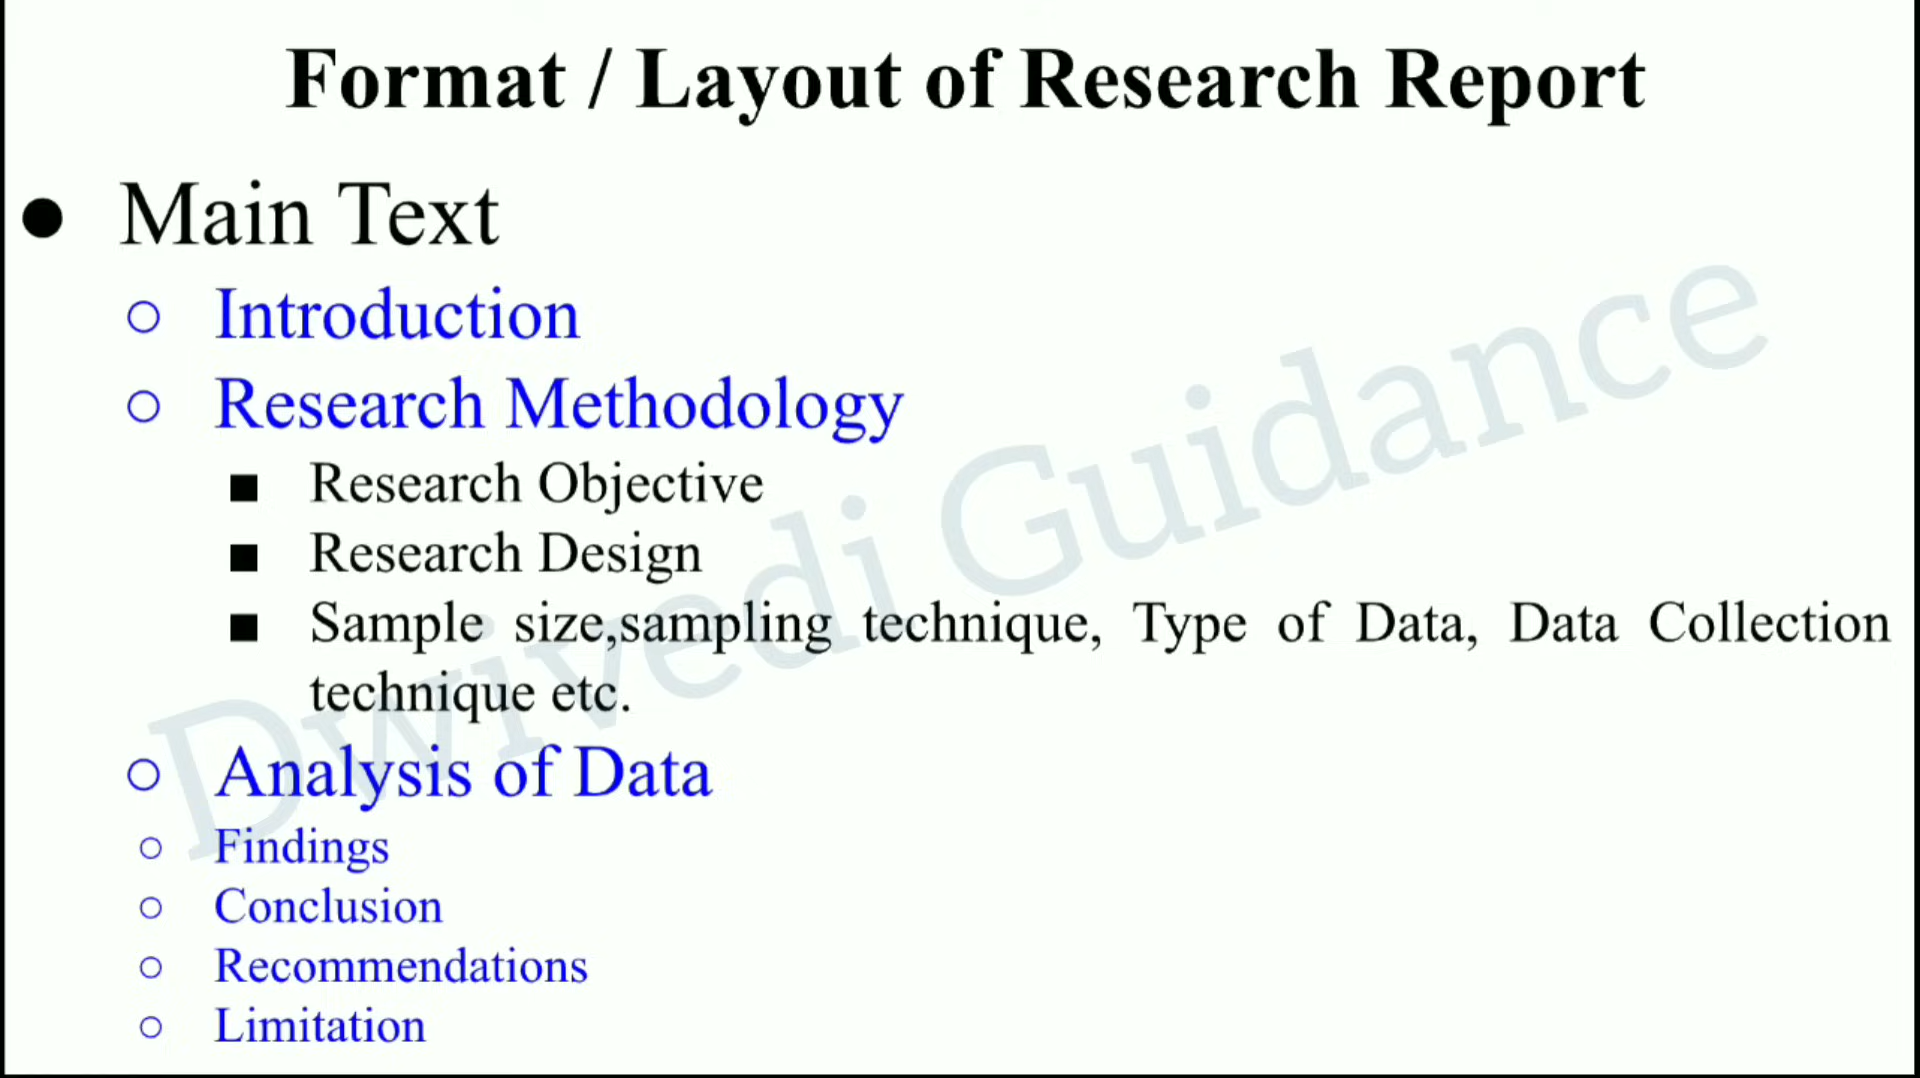 Format / Layout of Research Report
● Main Text
○ Introduction
○ Research Methodology
■ Research Objective
■ Research Design
■ Sample size,sampling technique, Type of Data, Data Collection
technique etc.
○ Analysis of Data
○ Findings
○ Conclusion
○ Recommendations
○ Limitation
Dwivedi Guidance